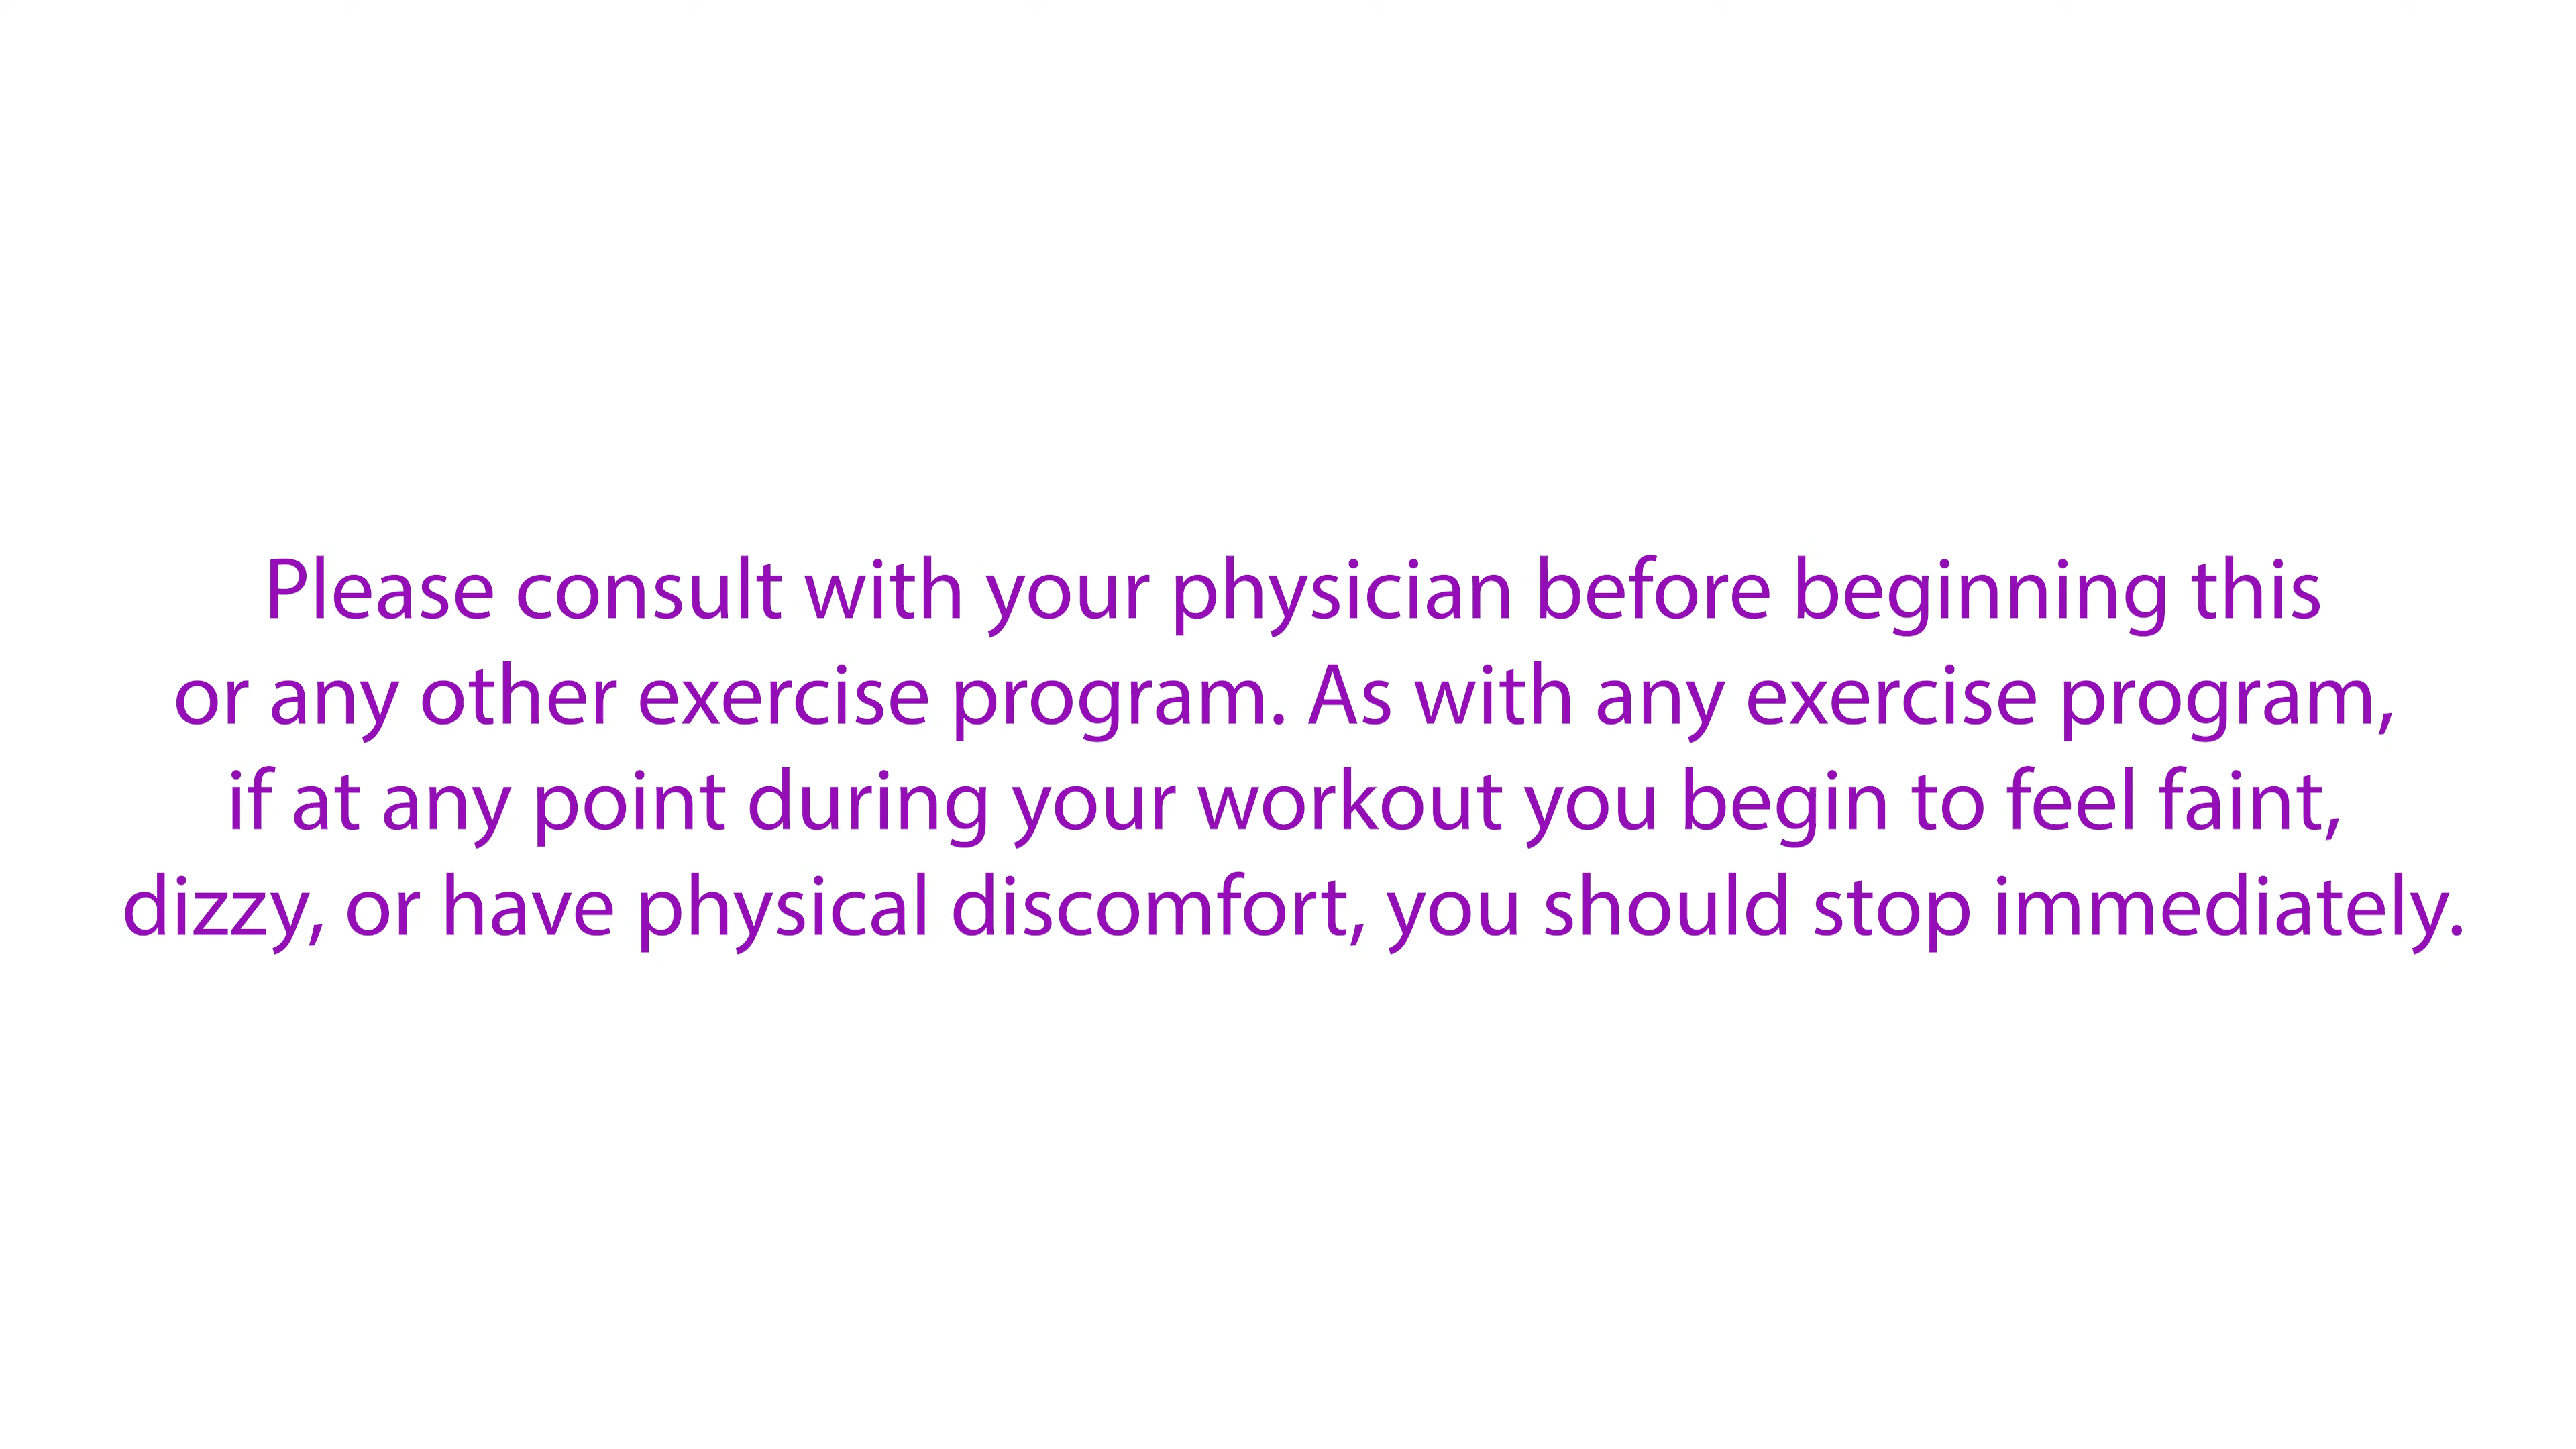 Please consult with your physician before beginning this
or any other exercise program. As with any exercise program,
if at any point during your workout you begin to feel faint,
dizzy, or have physical discomfort, you should stop immediately.